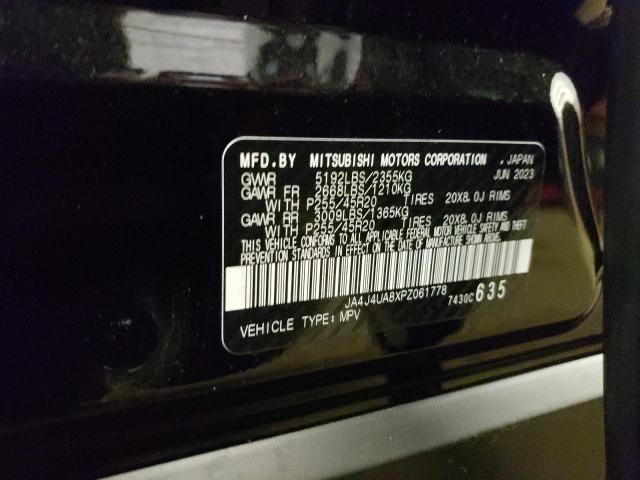 MFD.BY MITSUBISHI MOTORS CORPORATION , JAPAN
GVWR 5192LBS/2355KG JUN 2023
GAWR FR 2668LBS/1210KG
WITH P255/45R20 TIRES 20X8.0J RIMS
GAWR RR 3009LBS/1365KG
WITH P255/45R20 TIRES 20X8.0J RIMS
THIS VEHICLE CONFORMS TO ALL APPLICABLE FEDERAL MOTOR VEHICLE SAFETY AND THEFT
PREVENTION STANDARDS IN EFFECT ON THE DATE OF MANUFACTURE SHOWN ABOVE.
JA4J4UA8XPZ061778
7430C635
VEHICLE TYPE: MPV